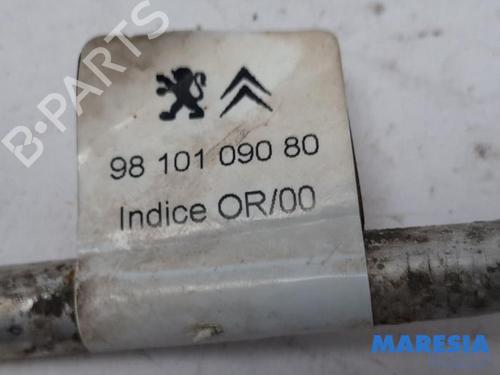 B-PARTS
98 101 090 80
Indice OR/00
MARESIA